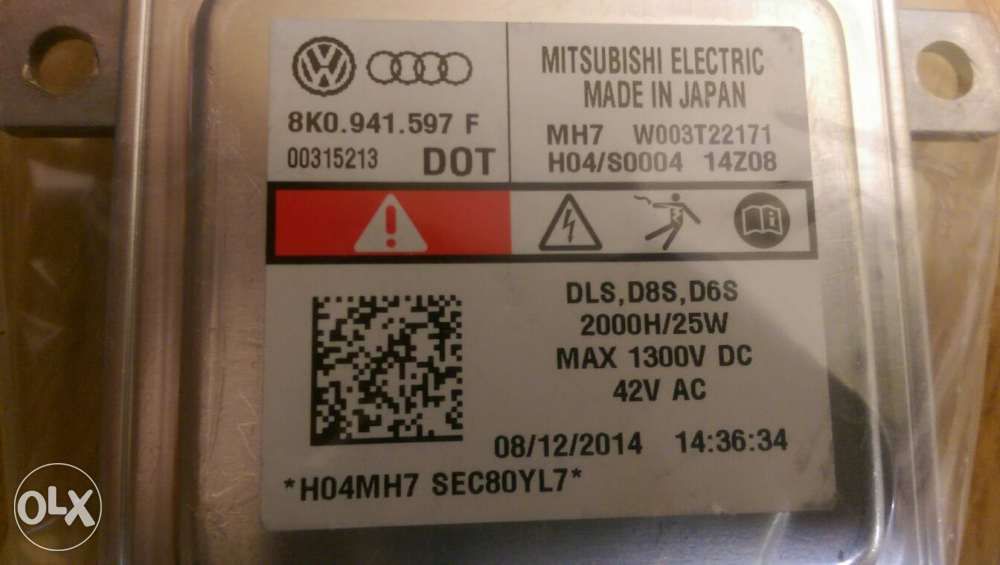 8K0.941.597 F
00315213 DOT
MITSUBISHI ELECTRIC
MADE IN JAPAN
MH7 W003T22171
H04/S0004 14Z08
DLS,D8S,D6S
2000H/25W
MAX 1300V DC
42V AC
08/12/2014 14:36:34
*H04MH7 SEC80YL7*
OLX